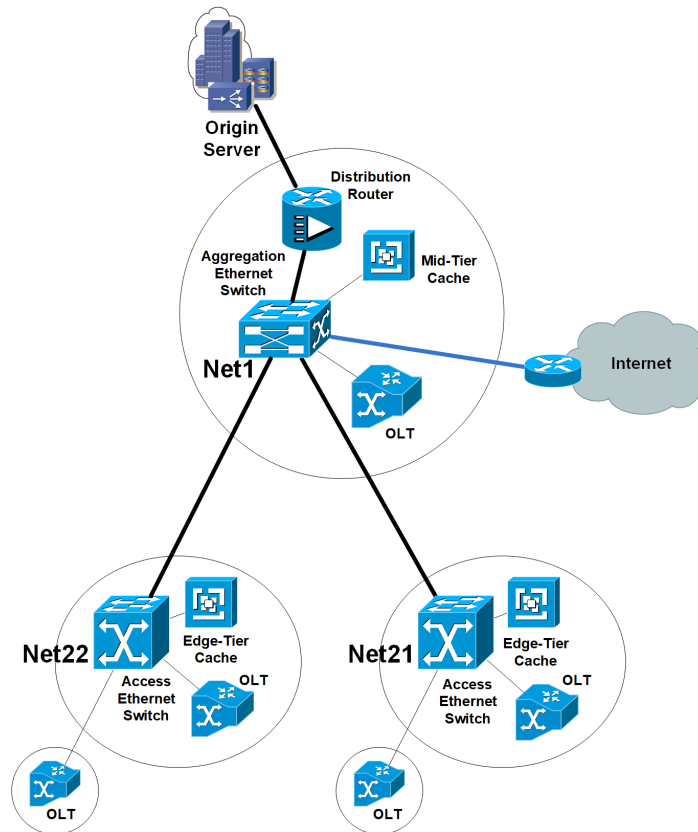 Origin
Server
Distribution
Router
Aggregation
Ethernet
Switch
Mid-Tier
Cache
Net1
Internet
OLT
Net22
Edge-Tier
Cache
Access
Ethernet
Switch
OLT
OLT
Net21
Edge-Tier
Cache
Access
Ethernet
Switch
OLT
OLT